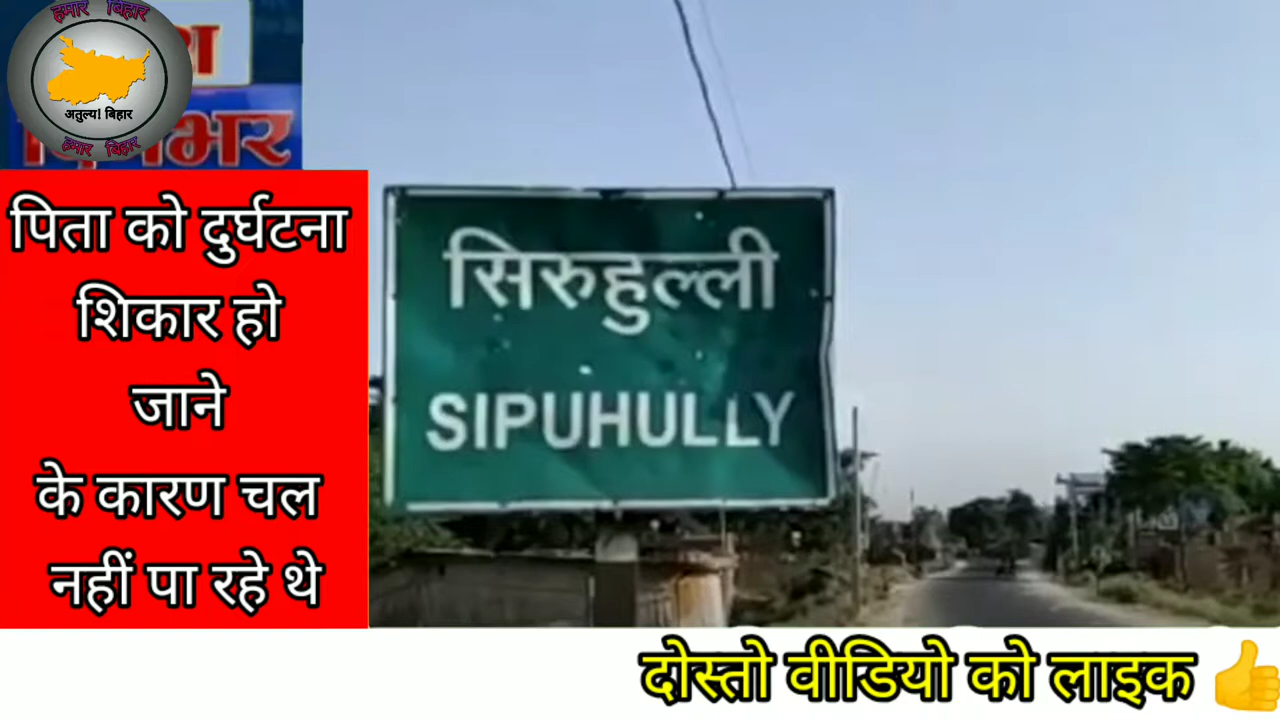 हमार बिहार
अतुल्य! बिहार
हमार बिहार
पिता को दुर्घटना
शिकार हो
जाने
के कारण चल
नहीं पा रहे थे
सिरुहुल्ली
SIPUHULLY
दोस्तो वीडियो को लाइक 👍